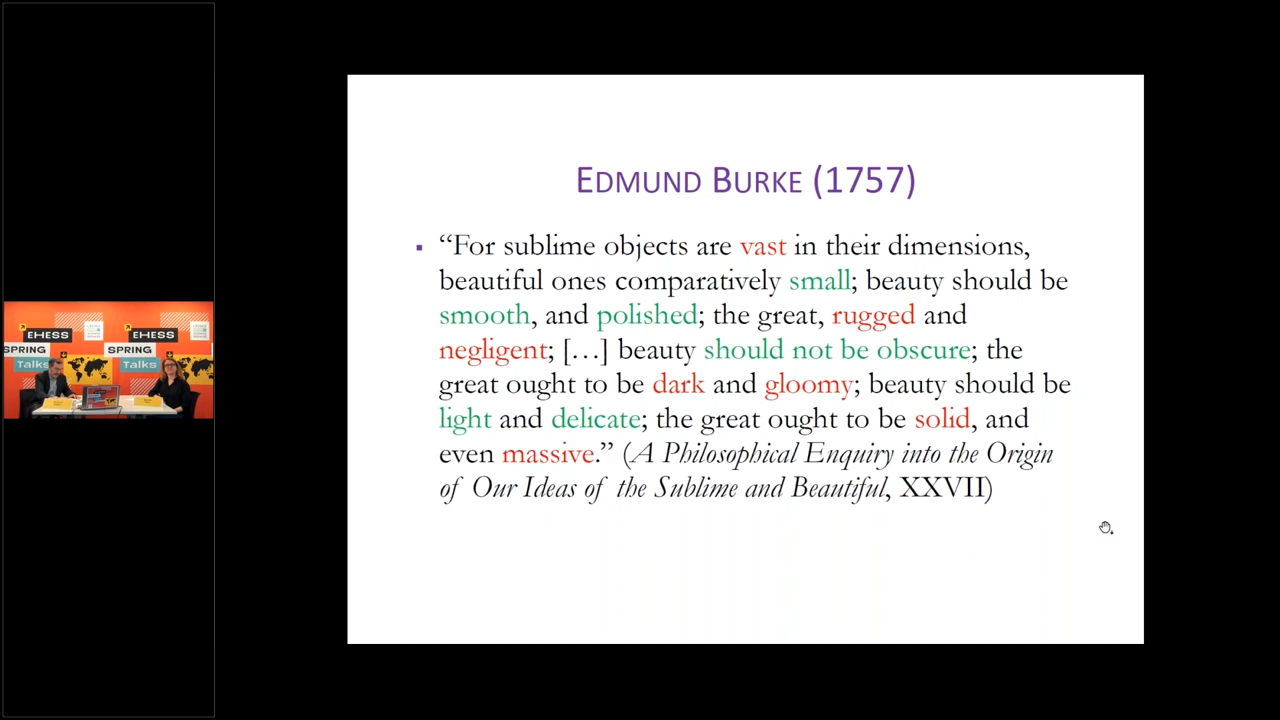 EHESS
EHESS
SPRING
SPRING
Talks
Talks
EDMUND BURKE (1757)
▪ “For sublime objects are vast in their dimensions,
beautiful ones comparatively small; beauty should be
smooth, and polished; the great, rugged and
negligent; […] beauty should not be obscure; the
great ought to be dark and gloomy; beauty should be
light and delicate; the great ought to be solid, and
even massive.” (A Philosophical Enquiry into the Origin
of Our Ideas of the Sublime and Beautiful, XXVII)